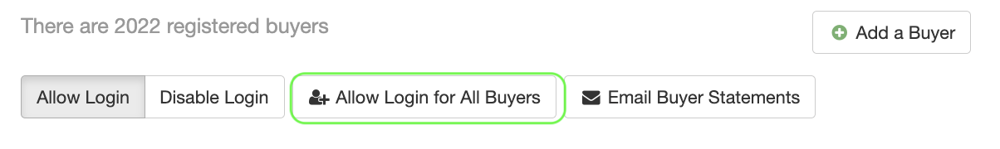 There are 2022 registered buyers
Add a Buyer
Allow Login
Disable Login
Allow Login for All Buyers
Email Buyer Statements